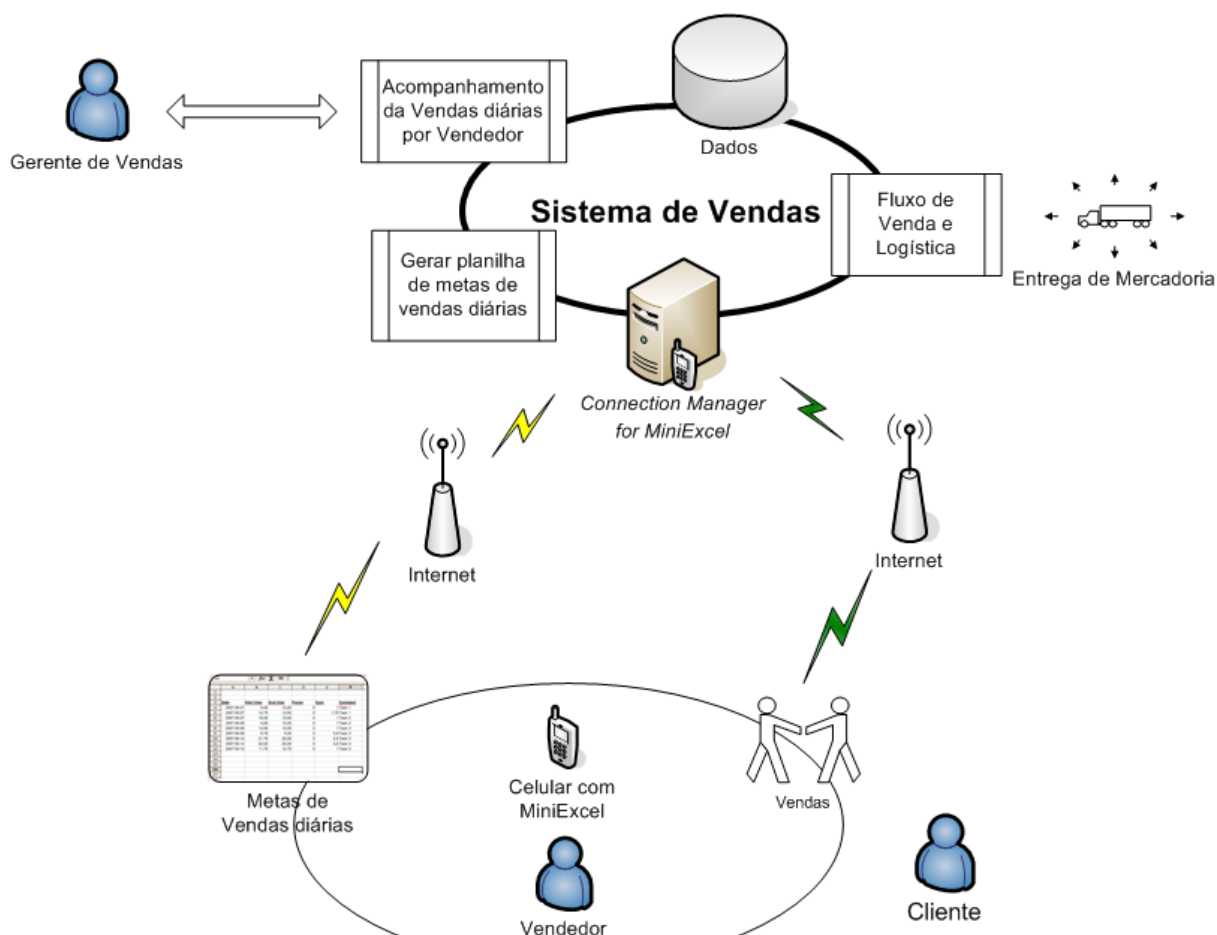 Acompanhamento
da Vendas diárias
por Vendedor
Gerente de Vendas
Dados
Sistema de Vendas
Fluxo de
Venda e
Logística
Entrega de Mercadoria
Gerar planilha
de metas de
vendas diárias
Connection Manager
for MiniExcel
Internet
Internet
Metas de
Vendas diárias
Celular com
MiniExcel
Vendas
Vendedor
Cliente